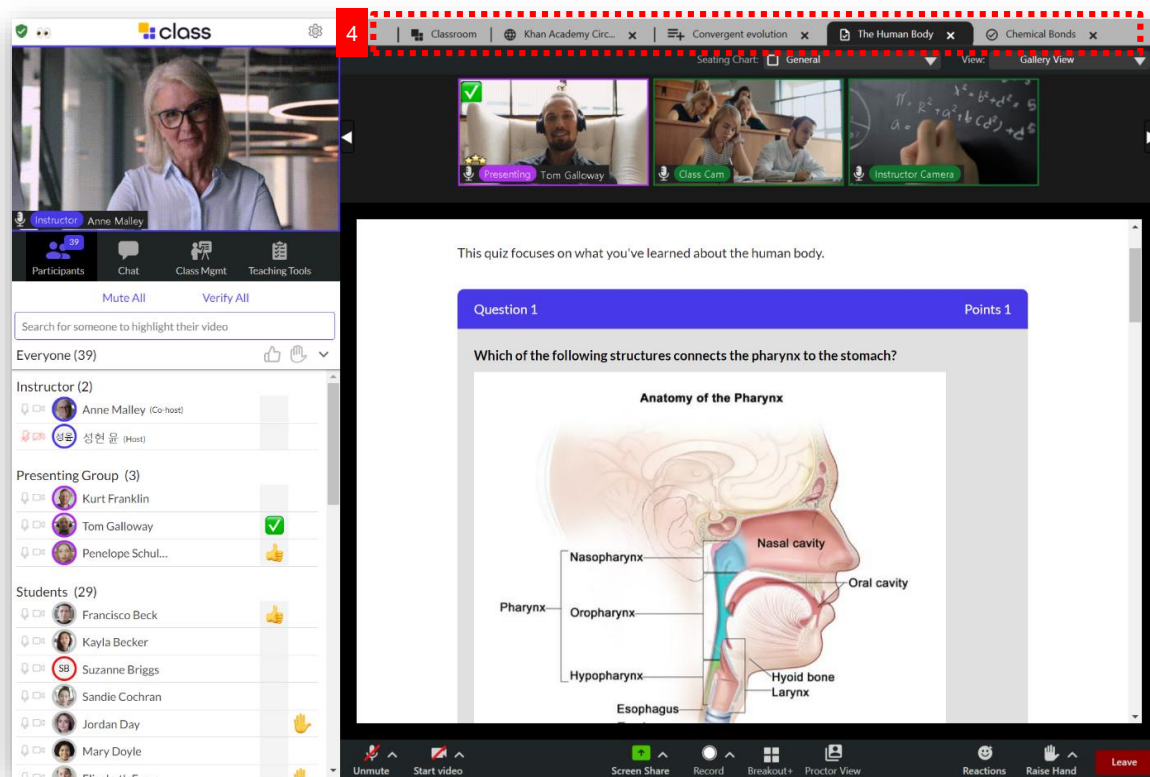 class
4
Classroom
Khan Academy Circ... x
Convergent evolution x
The Human Body x
Chemical Bonds x
Seating Chart: General
View: Gallery View
Instructor Anne Malley
Presenting Tom Galloway
Class Cam
Instructor Camera
39
Participants
Chat
Class Mgmt
Teaching Tools
Mute All
Verify All
Search for someone to highlight their video
Everyone (39)
Instructor (2)
Anne Malley (Co-host)
성윤 성현 윤 (Host)
Presenting Group (3)
Kurt Franklin
Tom Galloway
Penelope Schul...
Students (29)
Francisco Beck
Kayla Becker
SB Suzanne Briggs
Sandie Cochran
Jordan Day
Mary Doyle
This quiz focuses on what you've learned about the human body.
Question 1
Points 1
Which of the following structures connects the pharynx to the stomach?
Anatomy of the Pharynx
Nasal cavity
Nasopharynx
Oral cavity
Pharynx
Oropharynx
Hypopharynx
Hyoid bone
Larynx
Esophagus
Unmute
Start video
Screen Share
Record
Breakout+
Proctor View
Reactions
Raise Hand
Leave